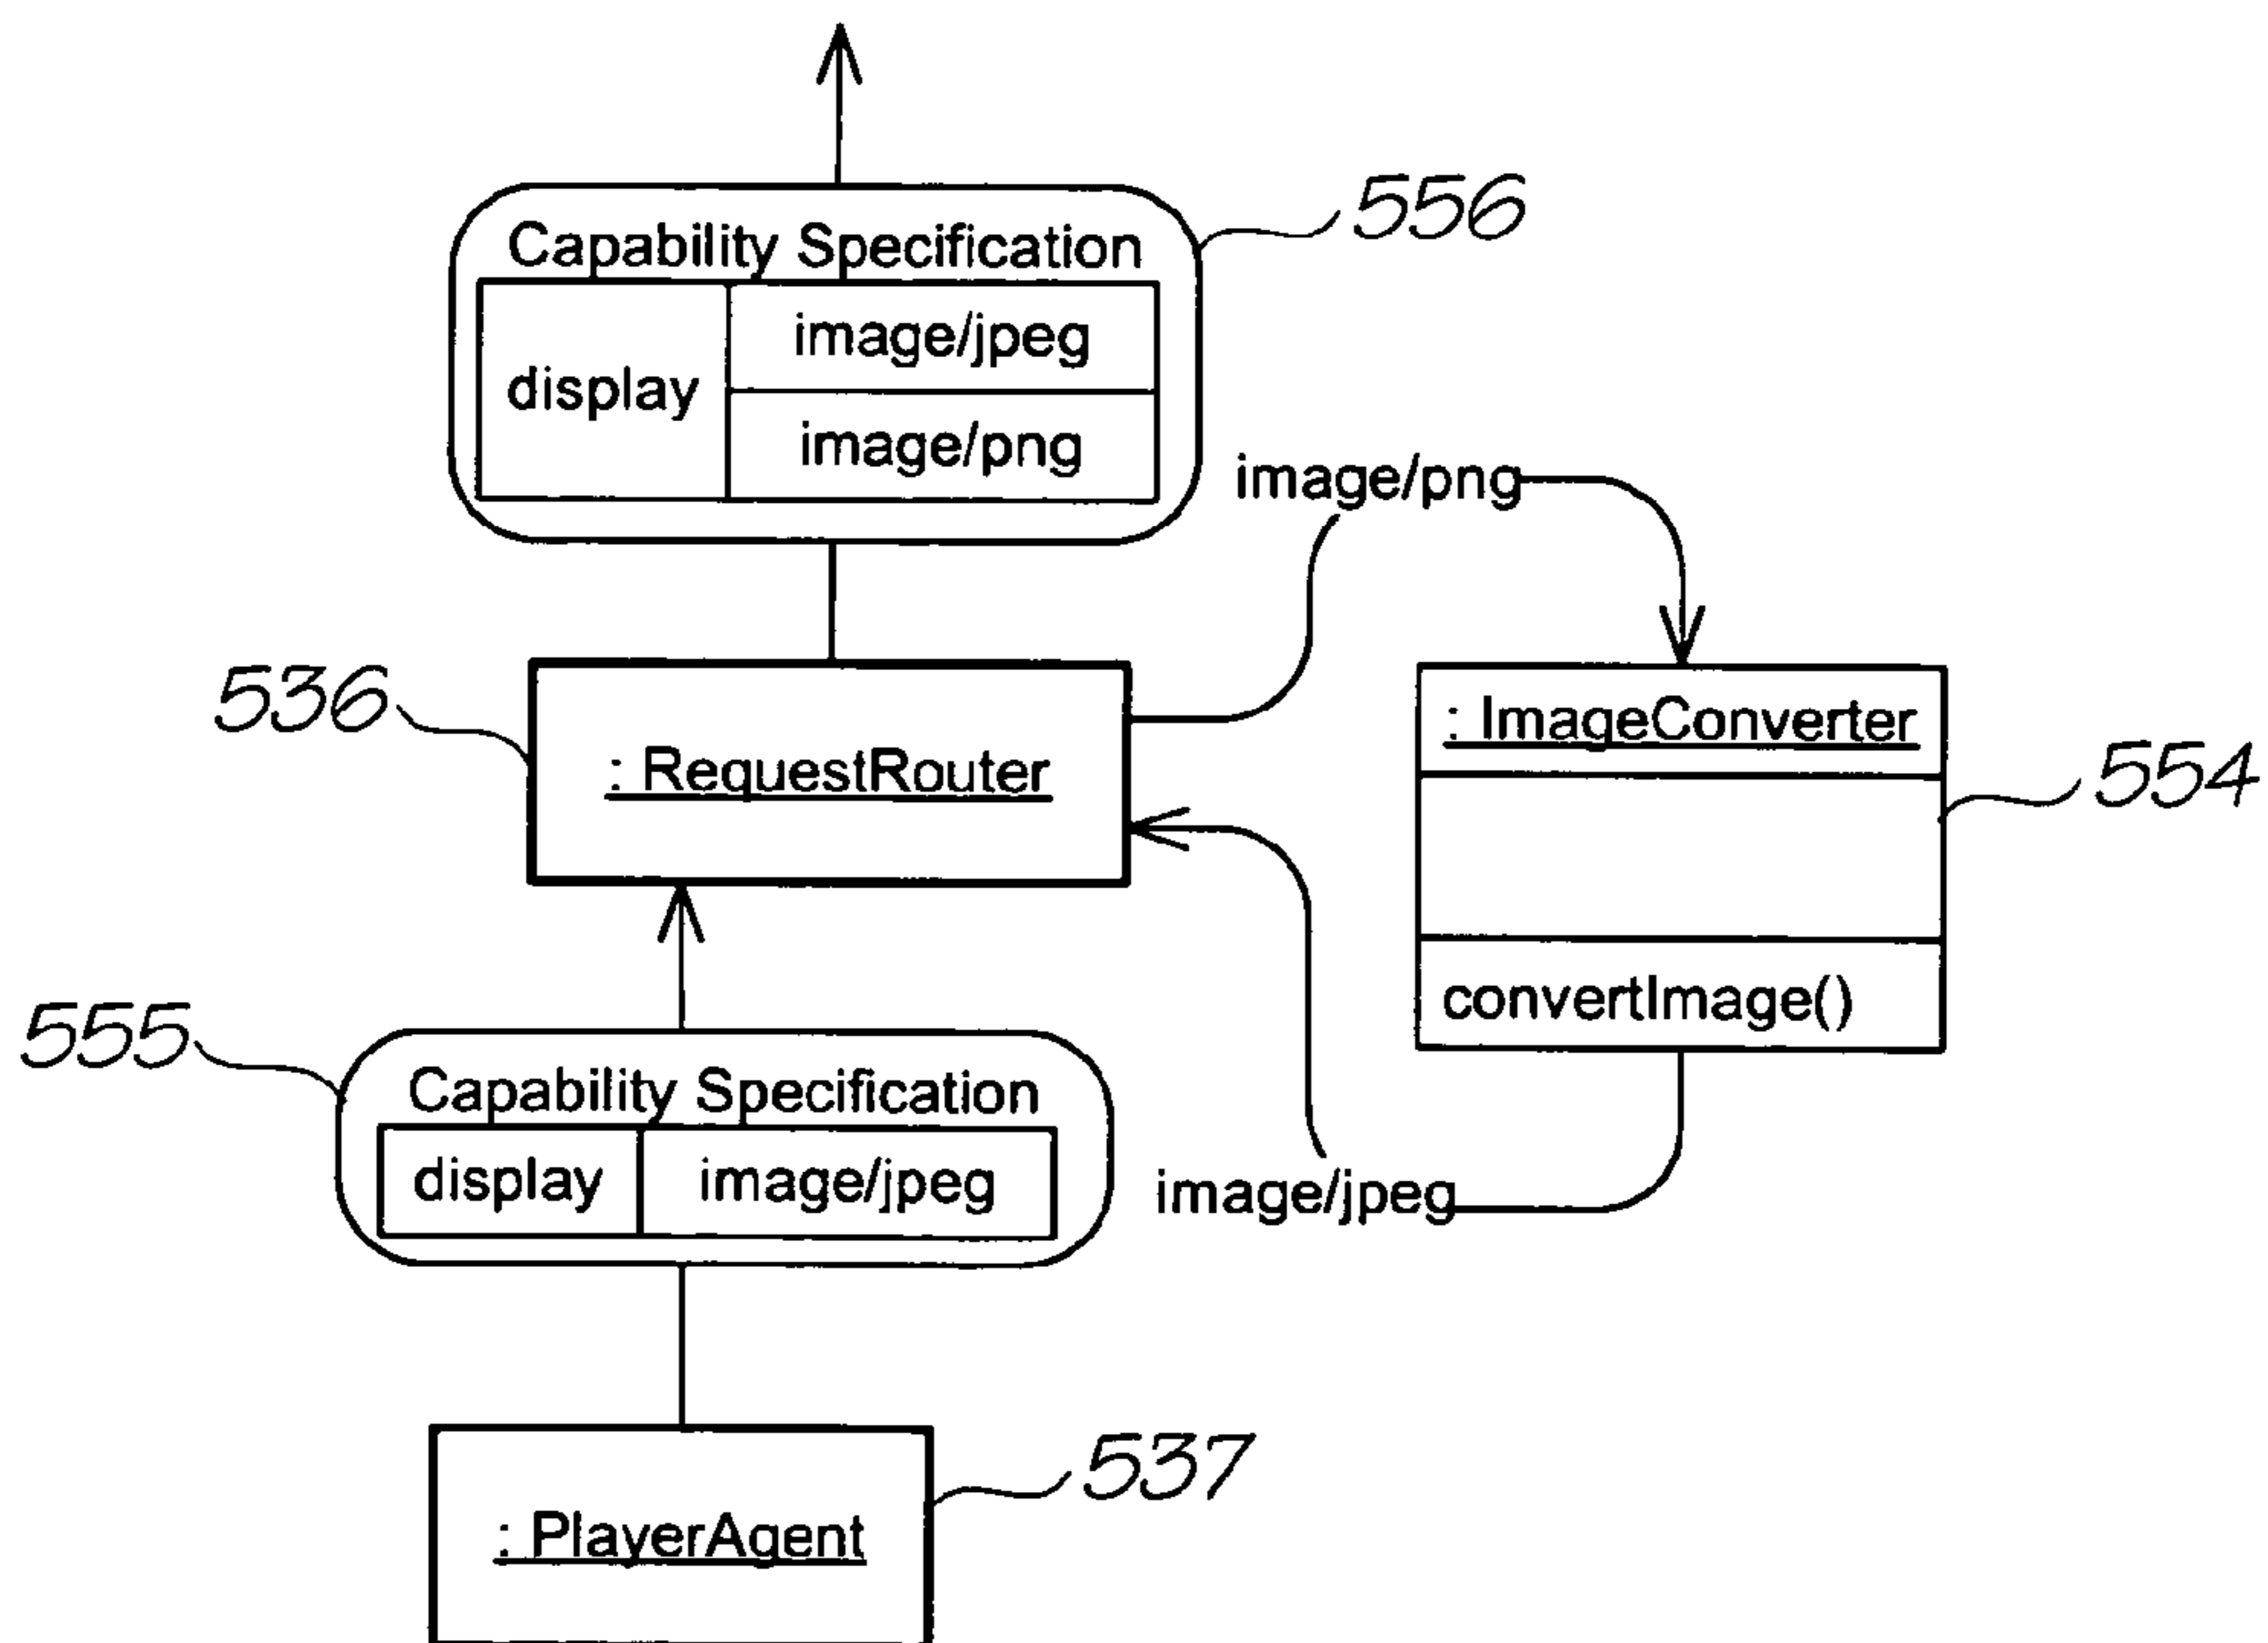 556
Capability Specification
display
image/jpeg
image/png
image/png
536
: RequestRouter
: ImageConverter
554
convertImage()
555
Capability Specification
display
image/jpeg
image/jpeg
537
: PlayerAgent